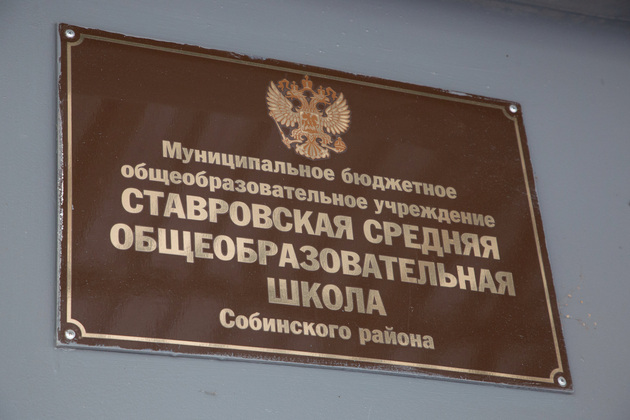 Муниципальное бюджетное
общеобразовательное учреждение
СТАВРОВСКАЯ СРЕДНЯЯ
ОБЩЕОБРАЗОВАТЕЛЬНАЯ
ШКОЛА
Собинского района